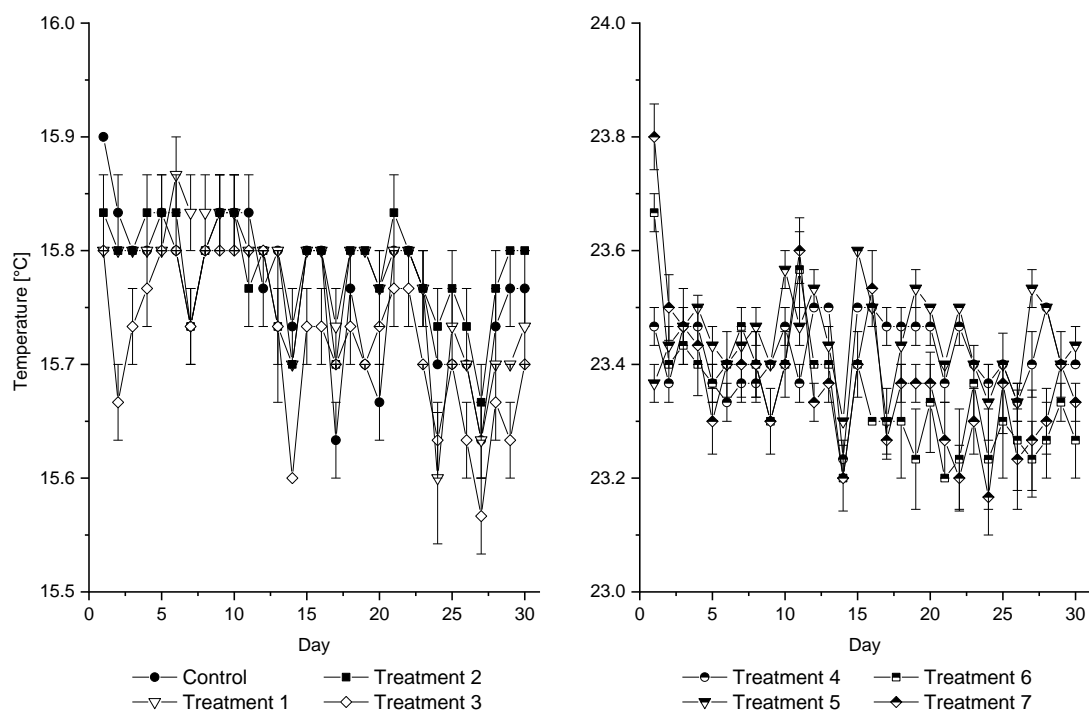 16.0
15.9
15.8
15.7
15.6
15.5
Temperature [°C]
0 5 10 15 20 25 30
Day
Control
Treatment 2
Treatment 1
Treatment 3
24.0
23.8
23.6
23.4
23.2
23.0
0 5 10 15 20 25 30
Day
Treatment 4
Treatment 6
Treatment 5
Treatment 7